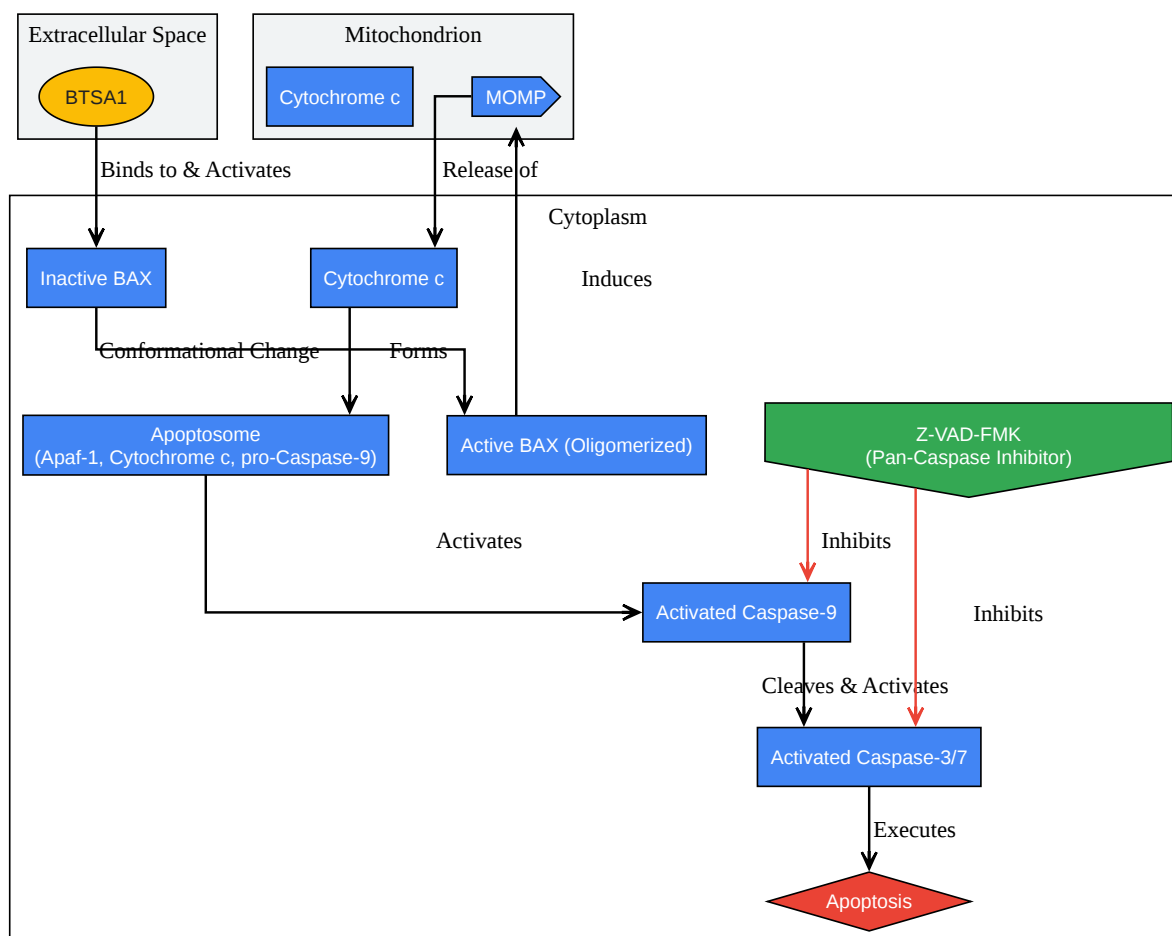 Extracellular Space
Mitochondrion
BTSA1
Cytochrome c
MOMP
Binds to & Activates
Release of
Cytoplasm
Inactive BAX
Cytochrome c
Induces
Conformational Change
Forms
Apoptosome
(Apaf-1, Cytochrome c, pro-Caspase-9)
Active BAX (Oligomerized)
Z-VAD-FMK
(Pan-Caspase Inhibitor)
Activates
Inhibits
Activated Caspase-9
Inhibits
Cleaves & Activates
Activated Caspase-3/7
Executes
Apoptosis